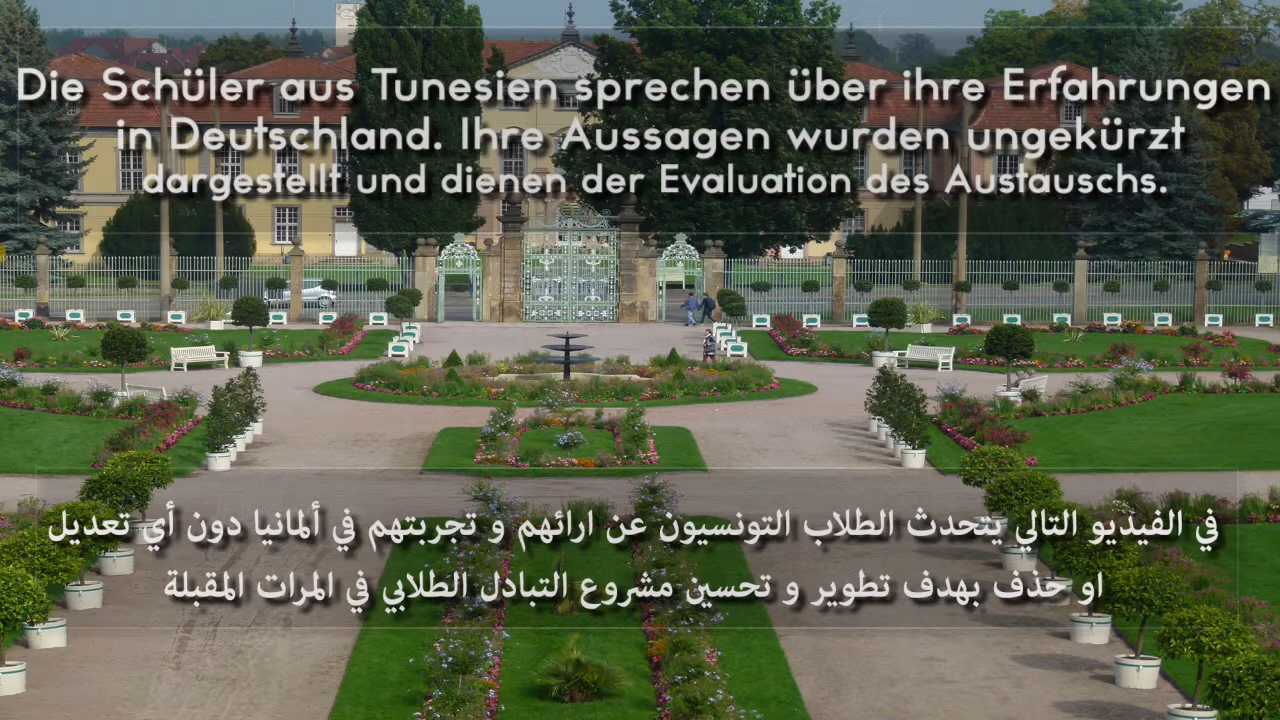 Die Schüler aus Tunesien sprechen über ihre Erfahrungen
in Deutschland. Ihre Aussagen wurden ungekürzt
dargestellt und dienen der Evaluation des Austauschs.
في الفيديو التالي يتحدث الطلاب التونسيون عن ارائهم و تجربتهم في ألمانيا دون أي تعديل
او حذف بهدف تطوير و تحسين مشروع التبادل الطلابي في المرات المقبلة